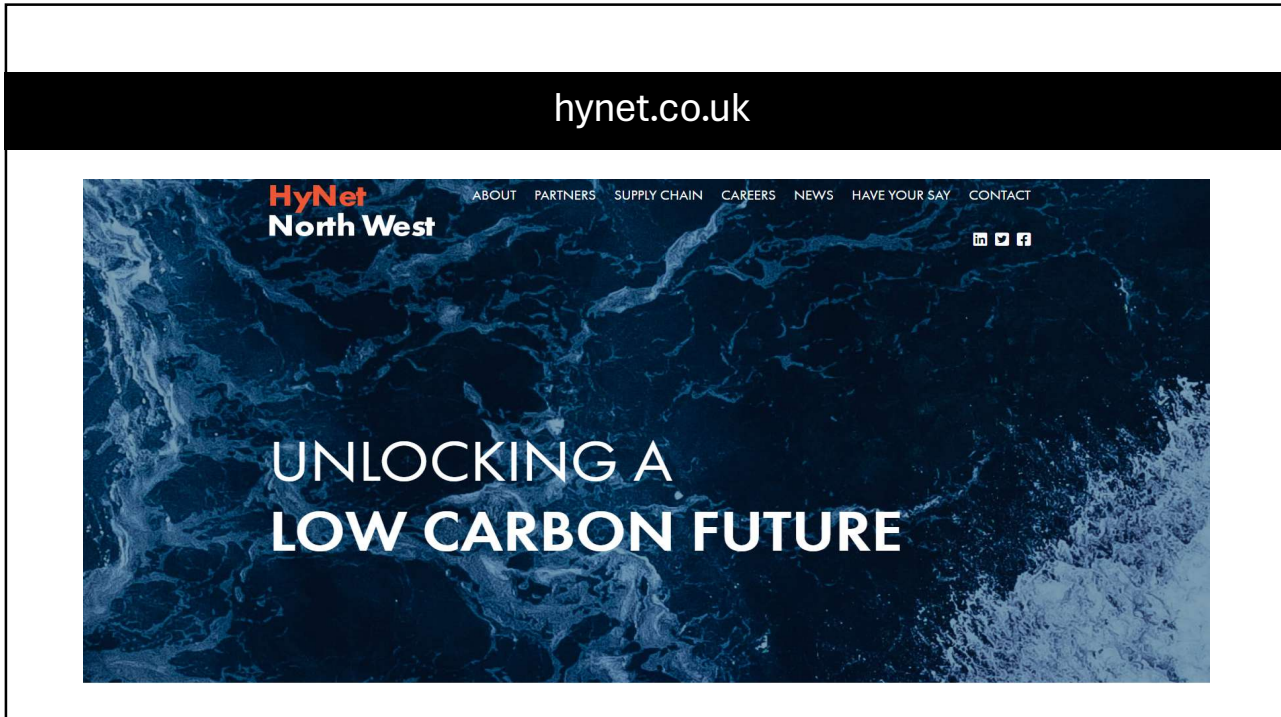 hynet.co.uk
HyNet
North West
ABOUT PARTNERS SUPPLY CHAIN CAREERS NEWS HAVE YOUR SAY CONTACT
in f
UNLOCKING A
LOW CARBON FUTURE